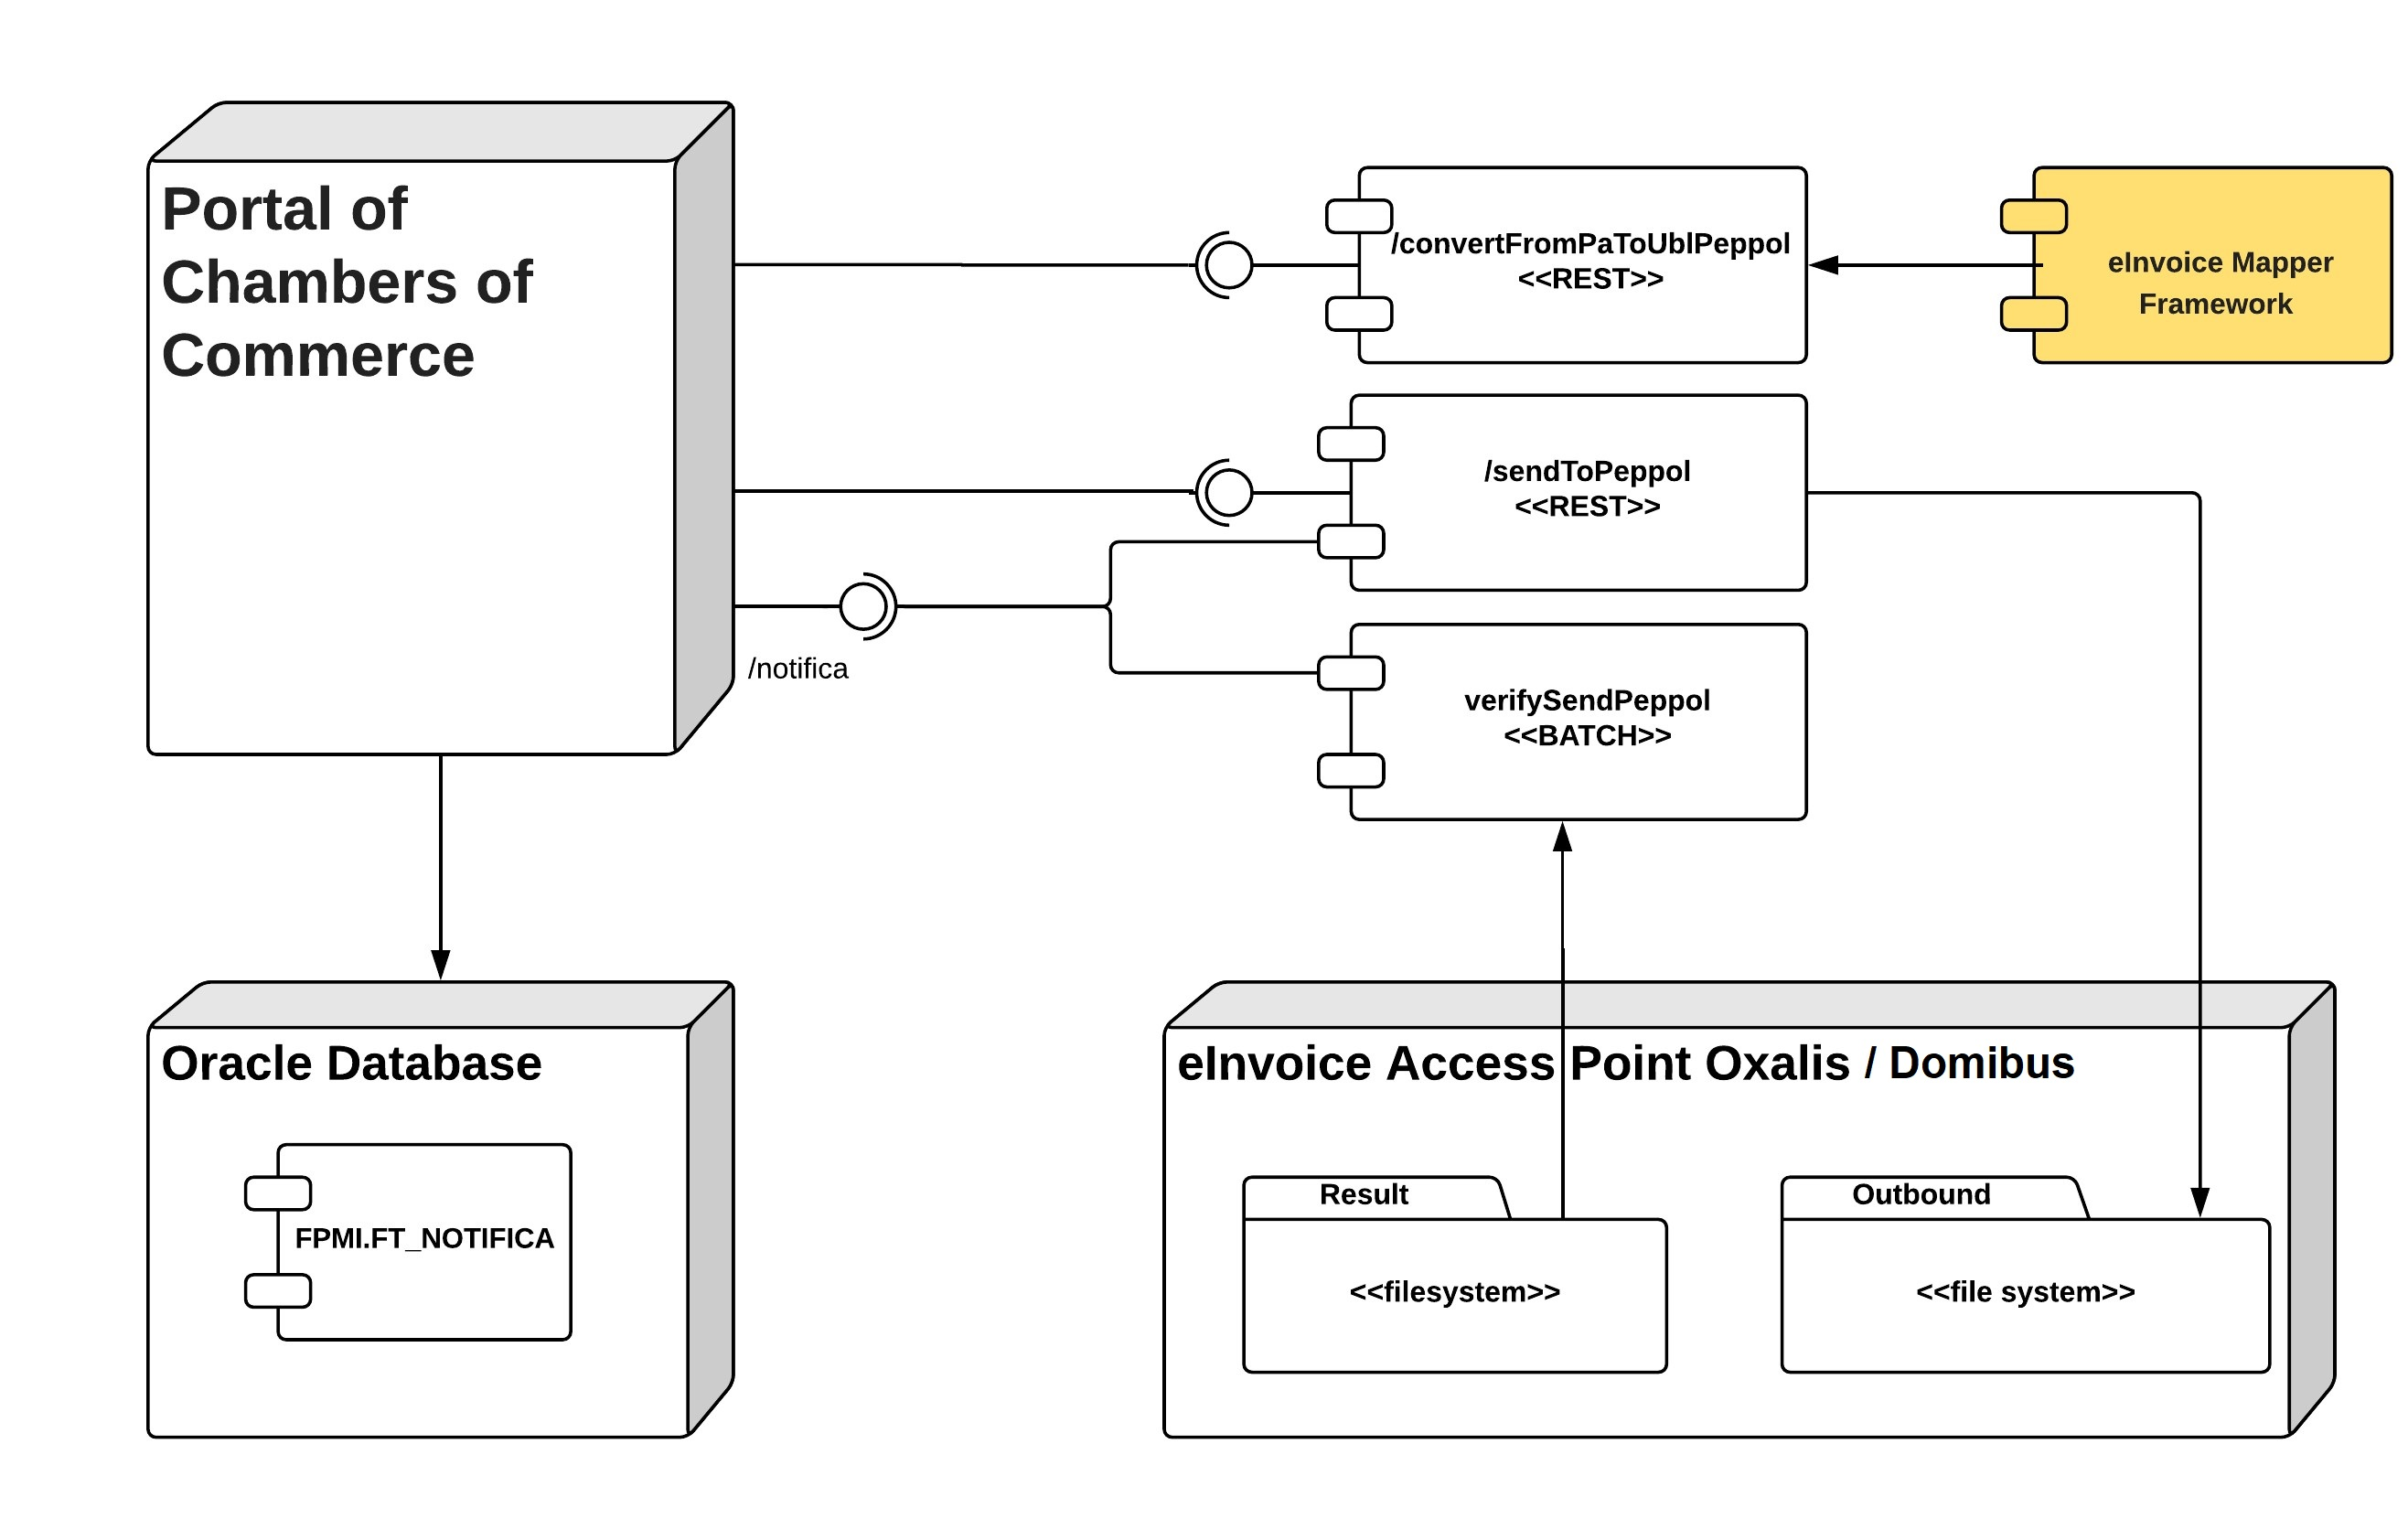 Portal of
Chambers of
Commerce
/convertFromPaToUblPeppol
<<REST>>
eInvoice Mapper
Framework
/sendToPeppol
<<REST>>
/notifica
verifySendPeppol
<<BATCH>>
Oracle Database
FPMI.FT_NOTIFICA
eInvoice Access Point Oxalis / Domibus
Result
<<filesystem>>
Outbound
<<file system>>